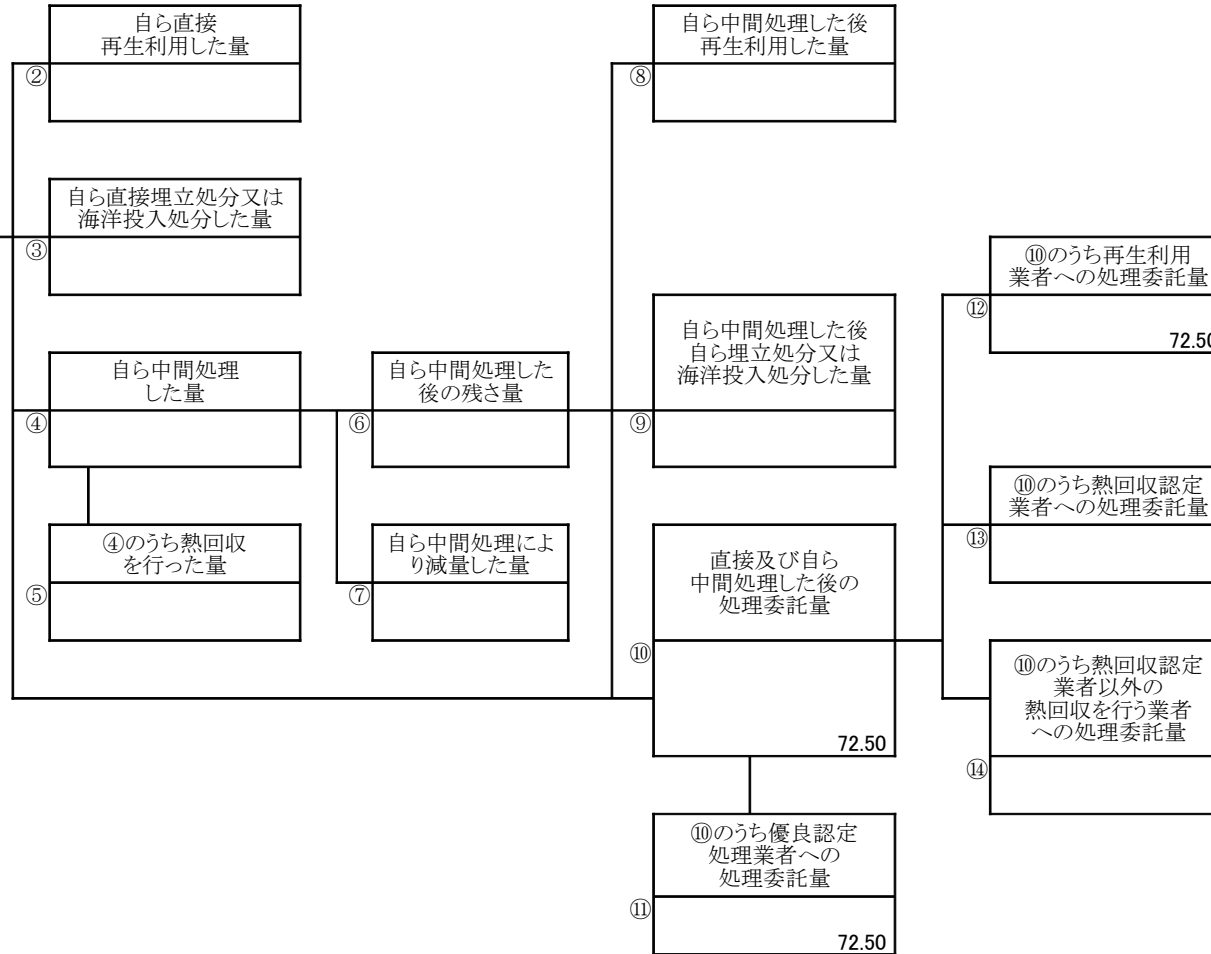 自ら直接
再生利用した量
②
自ら中間処理した後
再生利用した量
⑧
自ら直接埋立処分又は
海洋投入処分した量
③
⑩のうち再生利用
業者への処理委託量
⑫
72.50
自ら中間処理した後
自ら埋立処分又は
海洋投入処分した量
⑨
自ら中間処理
した量
④
自ら中間処理した
後の残さ量
⑥
⑩のうち熱回収認定
業者への処理委託量
⑬
④のうち熱回収
を行った量
⑤
自ら中間処理によ
り減量した量
⑦
直接及び自ら
中間処理した後の
処理委託量
⑩
72.50
⑩のうち熱回収認定
業者以外の
熱回収を行う業者
への処理委託量
⑭
⑩のうち優良認定
処理業者への
処理委託量
⑪
72.50